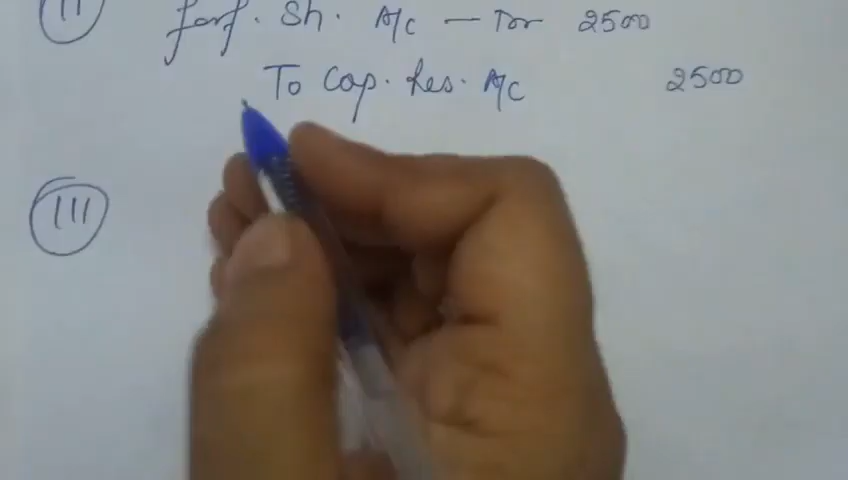 II
forf. Sh. A/c — Dr 2500
To Cap. Res. A/c 2500
III